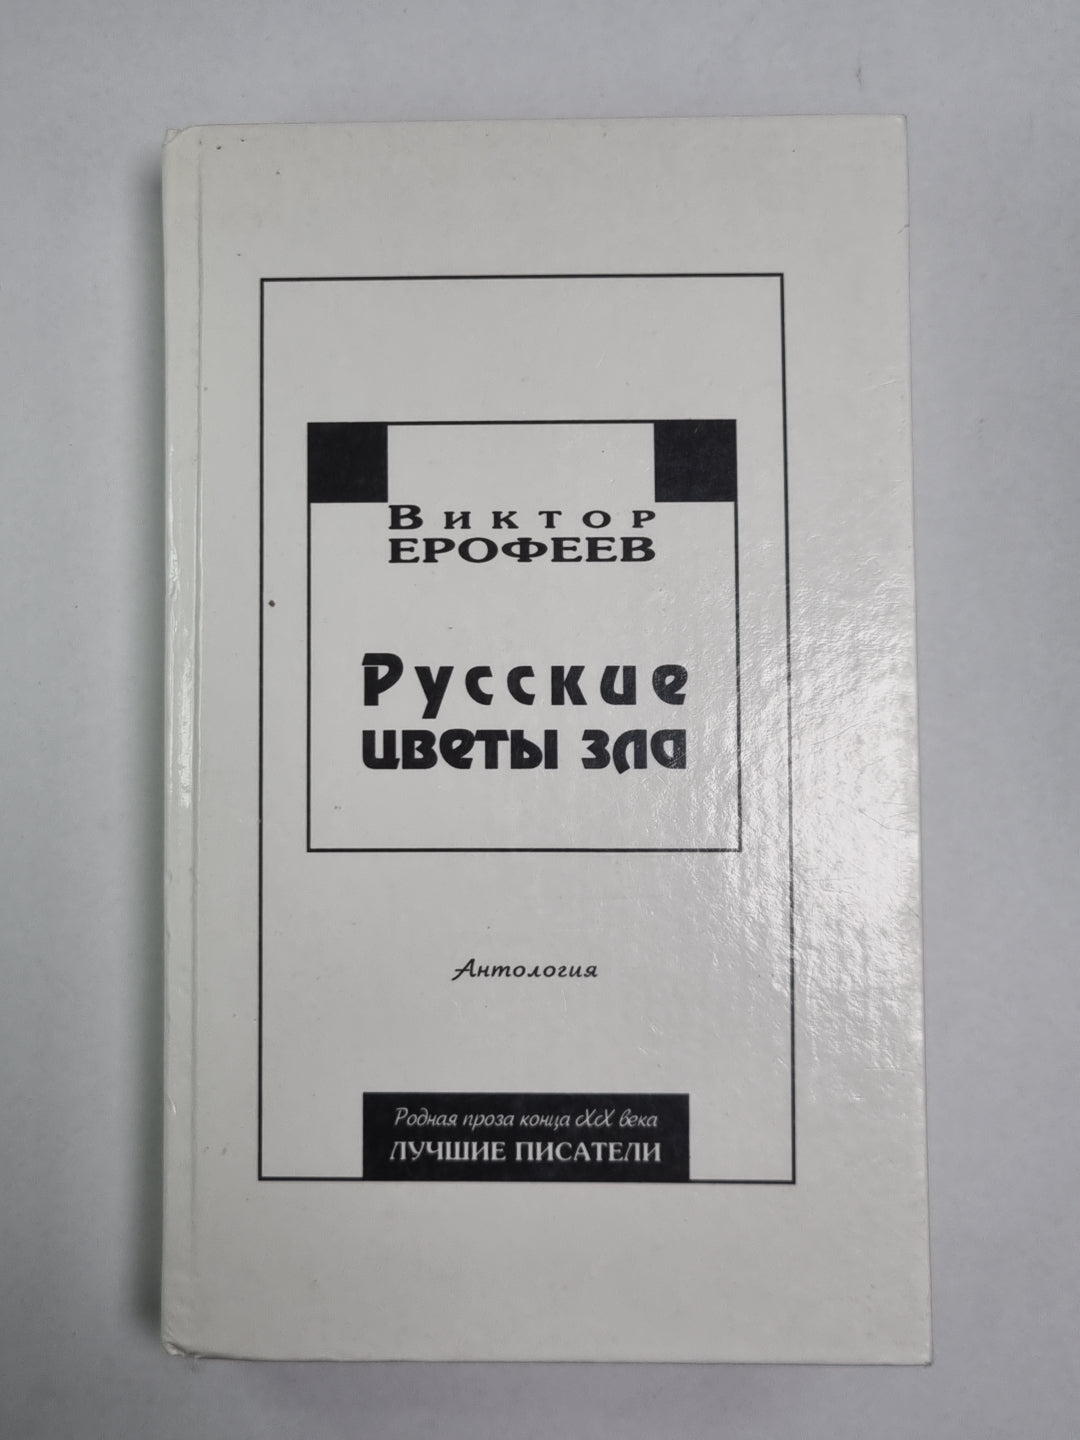 Виктор
ЕРОФЕЕВ
Русские
цветы зла
Антология
Родная проза конца XX века
ЛУЧШИЕ ПИСАТЕЛИ